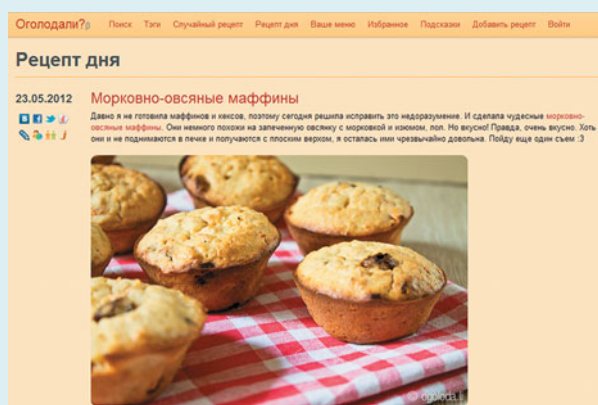 Оголодали?β Поиск Тэги Случайный рецепт Рецепт дня Ваше меню Избранное Подсказки Добавить рецепт Войти
Рецепт дня
23.05.2012 Морковно-овсяные маффины
Давно я не готовила маффинов и кексов, поэтому сегодня решила исправить это недоразумение. И сделала чудесные морковно-
овсяные маффины. Они немного похожи на запеченную овсянку с морковкой и изюмом, лол. Но вкусно! Правда, очень вкусно. Хоть
они и не поднимаются в печке и получаются с плоским верхом, я осталась ими чрезвычайно довольна. Пойду еще один съем :3
© ogoloda.li